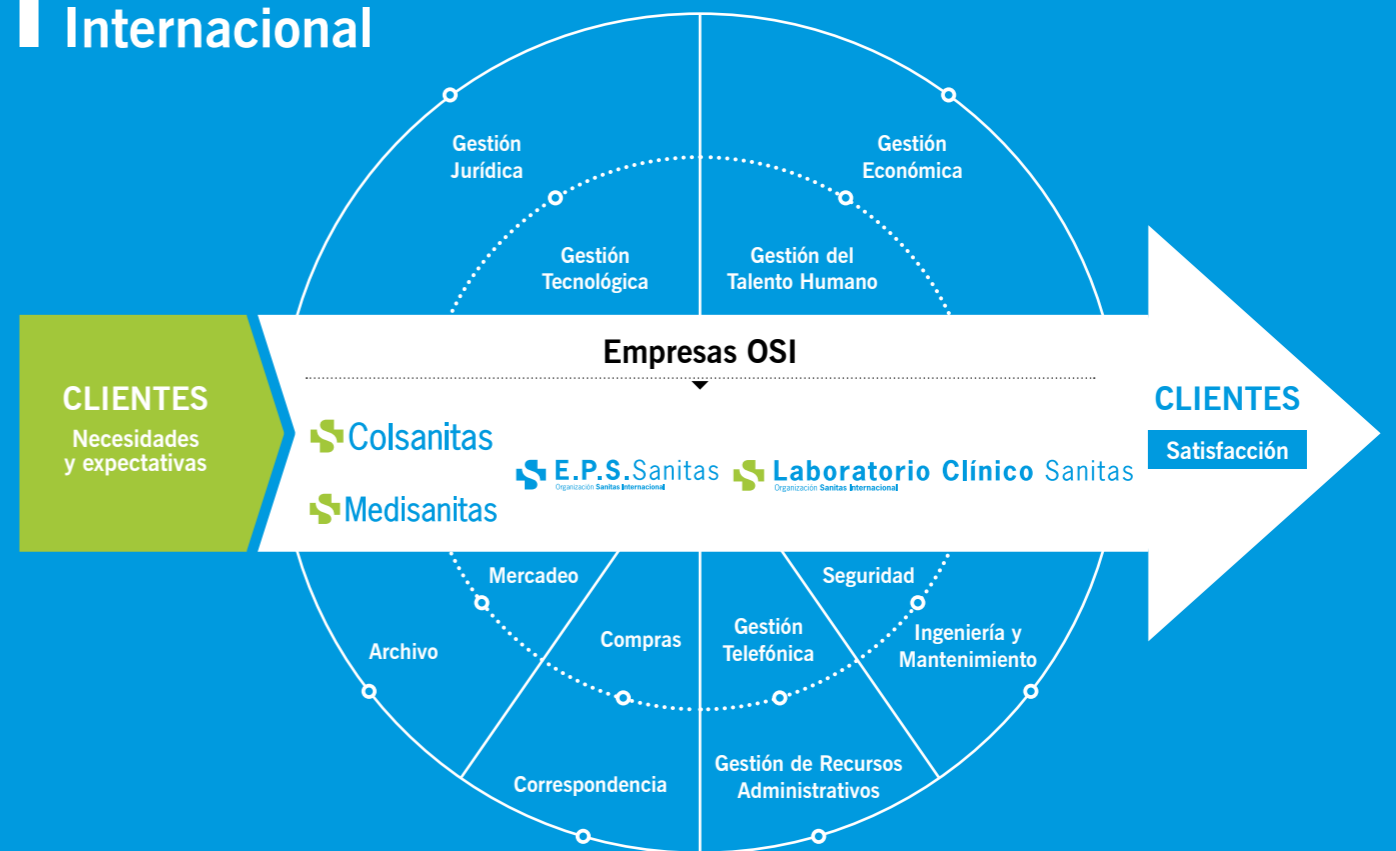 Internacional
Gestión
Jurídica
Gestión
Económica
Gestión
Tecnológica
Gestión del
Talento Humano
Empresas OSI
CLIENTES
Necesidades
y expectativas
Colsanitas
Medisanitas
E.P.S.Sanitas
Organización Sanitas Internacional
Laboratorio Clínico Sanitas
Organización Sanitas Internacional
CLIENTES
Satisfacción
Mercadeo
Seguridad
Archivo
Compras
Gestión
Telefónica
Ingeniería y
Mantenimiento
Correspondencia
Gestión de Recursos
Administrativos